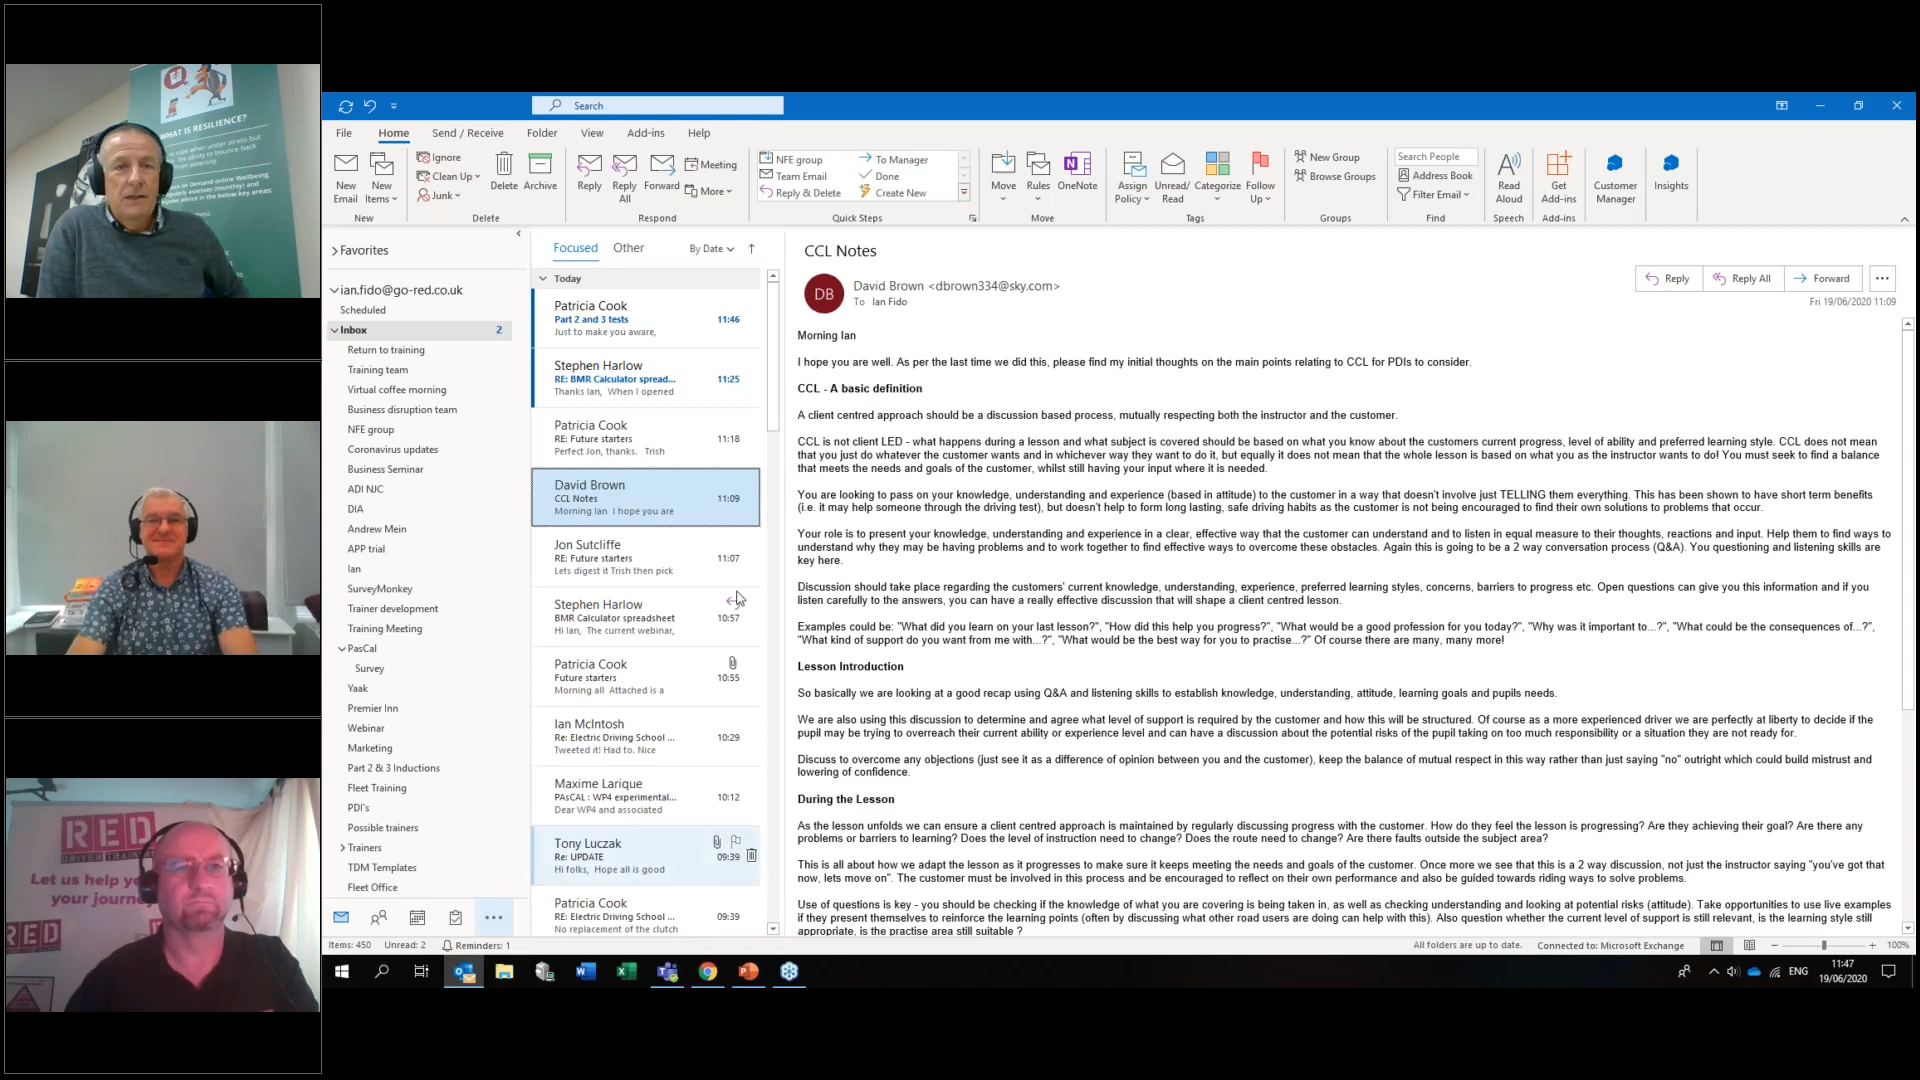 WHAT IS RESILIENCE?
Let us help you
your journey
RED
RED
Search
File Home Send / Receive Folder View Add-ins Help
New Email
New Items
Ignore
Clean Up
Junk
Delete
Archive
Reply
Reply All
Forward
Meeting
More
NFE group
Team Email
Reply & Delete
To Manager
Done
Create New
Move
Rules
OneNote
Assign Policy
Unread/ Read
Categorize
Follow Up
New Group
Browse Groups
Search People
Address Book
Filter Email
Read Aloud
Get Add-ins
Customer Manager
Insights
New Delete Respond Quick Steps Move Tags Groups Find Speech Add-ins
Favorites
ian.fido@go-red.co.uk
Scheduled
Inbox 2
Return to training
Training team
Virtual coffee morning
Business disruption team
NFE group
Coronavirus updates
Business Seminar
ADI NJC
DIA
Andrew Mein
APP trial
Ian
SurveyMonkey
Trainer development
Training Meeting
PasCal
Survey
Yaak
Premier Inn
Webinar
Marketing
Part 2 & 3 Inductions
Fleet Training
PDI's
Possible trainers
Trainers
TDM Templates
Fleet Office
Focused Other By Date
Today
Patricia Cook
Part 2 and 3 tests 11:46
Just to make you aware,
Stephen Harlow
RE: BMR Calculator spread... 11:25
Thanks Ian, When I opened
Patricia Cook
RE: Future starters 11:18
Perfect Jon, thanks. Trish
David Brown
CCL Notes 11:09
Morning Ian I hope you are
Jon Sutcliffe
RE: Future starters 11:07
Lets digest it Trish then pick
Stephen Harlow
BMR Calculator spreadsheet 10:57
Hi Ian, The current webinar,
Patricia Cook
Future starters 10:55
Morning all Attached is a
Ian McIntosh
Re: Electric Driving School ... 10:29
Tweeted it! Had to. Nice
Maxime Larique
PAsCAL : WP4 experimental... 10:12
Dear WP4 and associated
Tony Luczak
Re: UPDATE 09:39
Hi folks, Hope all is good
Patricia Cook
RE: Electric Driving School ... 09:39
No replacement of the clutch
CCL Notes
DB
David Brown <dbrown334@sky.com>
To Ian Fido
Reply Reply All Forward
Fri 19/06/2020 11:09
Morning Ian
I hope you are well. As per the last time we did this, please find my initial thoughts on the main points relating to CCL for PDIs to consider.
CCL - A basic definition
A client centred approach should be a discussion based process, mutually respecting both the instructor and the customer.
CCL is not client LED - what happens during a lesson and what subject is covered should be based on what you know about the customers current progress, level of ability and preferred learning style. CCL does not mean
that you just do whatever the customer wants and in whichever way they want to do it, but equally it does not mean that the whole lesson is based on what you as the instructor wants to do! You must seek to find a balance
that meets the needs and goals of the customer, whilst still having your input where it is needed.
You are looking to pass on your knowledge, understanding and experience (based in attitude) to the customer in a way that doesn't involve just TELLING them everything. This has been shown to have short term benefits
(i.e. it may help someone through the driving test), but doesn't help to form long lasting, safe driving habits as the customer is not being encouraged to find their own solutions to problems that occur.
Your role is to present your knowledge, understanding and experience in a clear, effective way that the customer can understand and to listen in equal measure to their thoughts, reactions and input. Help them to find ways to
understand why they may be having problems and to work together to find effective ways to overcome these obstacles. Again this is going to be a 2 way conversation process (Q&A). You questioning and listening skills are
key here.
Discussion should take place regarding the customers' current knowledge, understanding, experience, preferred learning styles, concerns, barriers to progress etc. Open questions can give you this information and if you
listen carefully to the answers, you can have a really effective discussion that will shape a client centred lesson.
Examples could be: "What did you learn on your last lesson?", "How did this help you progress?", "What would be a good profession for you today?", "Why was it important to...?", "What could be the consequences of...?",
"What kind of support do you want from me with...?", "What would be the best way for you to practise...?" Of course there are many, many more!
Lesson Introduction
So basically we are looking at a good recap using Q&A and listening skills to establish knowledge, understanding, attitude, learning goals and pupils needs.
We are also using this discussion to determine and agree what level of support is required by the customer and how this will be structured. Of course as a more experienced driver we are perfectly at liberty to decide if the
pupil may be trying to overreach their current ability or experience level and can have a discussion about the potential risks of the pupil taking on too much responsibility or a situation they are not ready for.
Discuss to overcome any objections (just see it as a difference of opinion between you and the customer), keep the balance of mutual respect in this way rather than just saying "no" outright which could build mistrust and
lowering of confidence.
During the Lesson
As the lesson unfolds we can ensure a client centred approach is maintained by regularly discussing progress with the customer. How do they feel the lesson is progressing? Are they achieving their goal? Are there any
problems or barriers to learning? Does the level of instruction need to change? Does the route need to change? Are there faults outside the subject area?
This is all about how we adapt the lesson as it progresses to make sure it keeps meeting the needs and goals of the customer. Once more we see that this is a 2 way discussion, not just the instructor saying "you've got that
now, lets move on". The customer must be involved in this process and be encouraged to reflect on their own performance and also be guided towards riding ways to solve problems.
Use of questions is key - you should be checking if the knowledge of what you are covering is being taken in, as well as checking understanding and looking at potential risks (attitude). Take opportunities to use live examples
if they present themselves to reinforce the learning points (often by discussing what other road users are doing can help with this). Also question whether the current level of support is still relevant, is the learning style still
appropriate, is the practise area still suitable ?
Items: 450 Unread: 2 Reminders: 1
All folders are up to date. Connected to: Microsoft Exchange 100%
ENG
11:47
19/06/2020